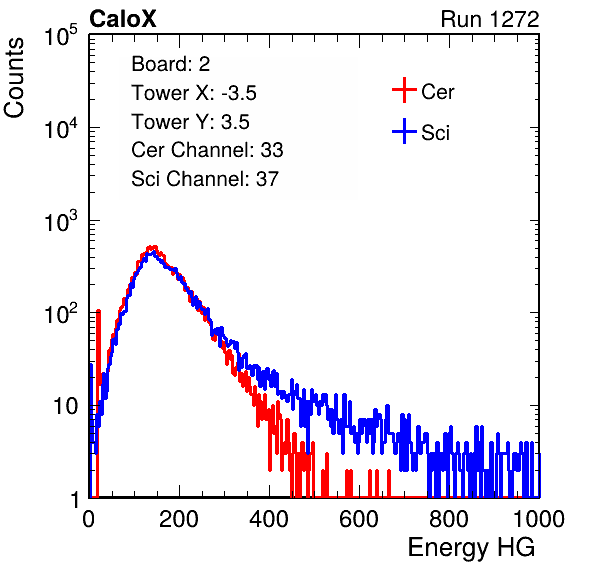 CaloX Run 1272
Counts
Board: 2
Tower X: -3.5
Tower Y: 3.5
Cer Channel: 33
Sci Channel: 37
Cer
Sci
10^5
10^4
10^3
10^2
10
1
0 200 400 600 800 1000
Energy HG